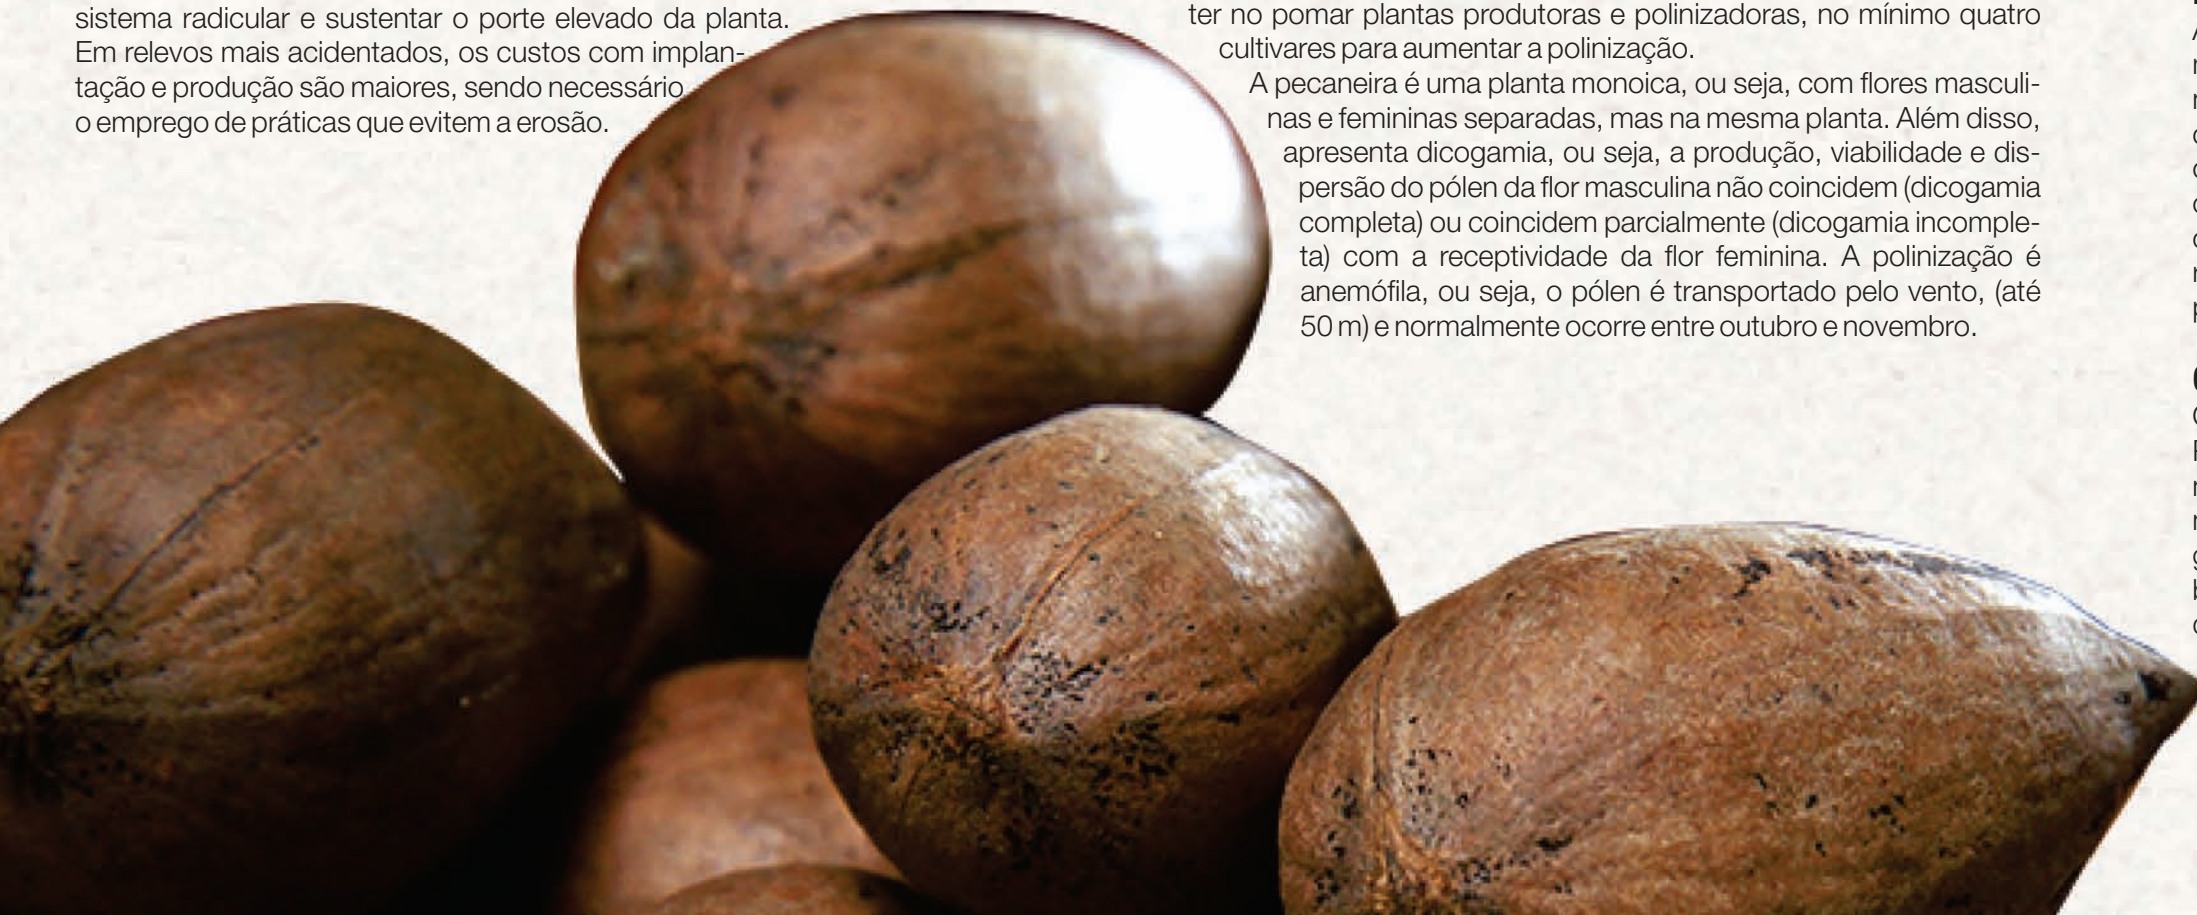 sistema radicular e sustentar o porte elevado da planta.
Em relevos mais acidentados, os custos com implan-
tação e produção são maiores, sendo necessário
o emprego de práticas que evitem a erosão.
ter no pomar plantas produtoras e polinizadoras, no mínimo quatro
cultivares para aumentar a polinização.
A pecaneira é uma planta monoica, ou seja, com flores masculi-
nas e femininas separadas, mas na mesma planta. Além disso,
apresenta dicogamia, ou seja, a produção, viabilidade e dis-
persão do pólen da flor masculina não coincidem (dicogamia
completa) ou coincidem parcialmente (dicogamia incomple-
ta) com a receptividade da flor feminina. A polinização é
anemófila, ou seja, o pólen é transportado pelo vento, (até
50 m) e normalmente ocorre entre outubro e novembro.